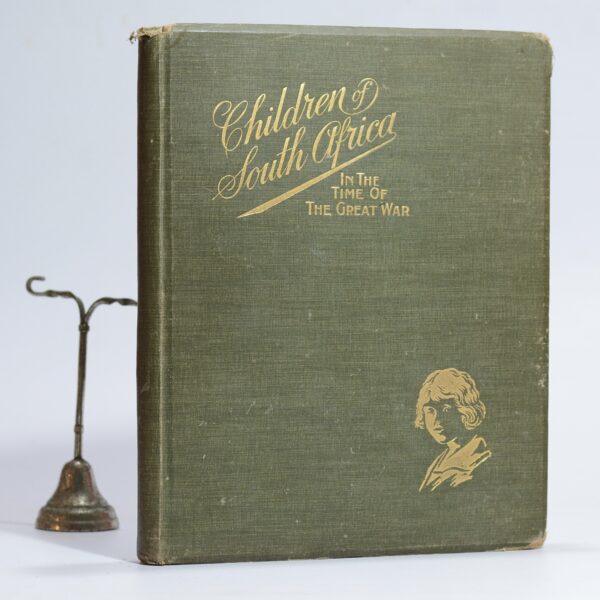 Children of
South Africa
In The
Time Of
The Great War